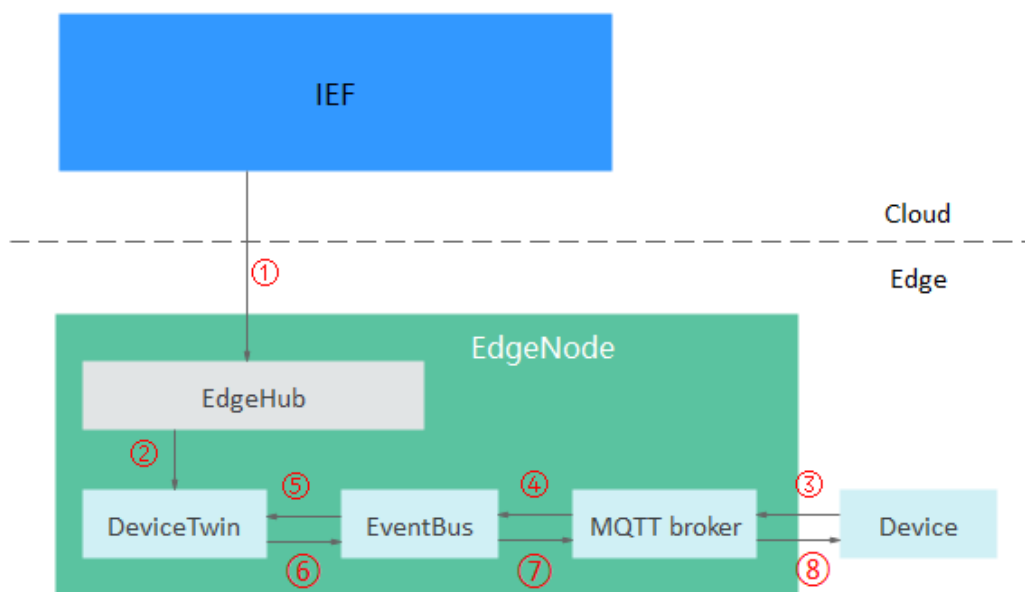 IEF
Cloud
①
Edge
EdgeNode
EdgeHub
②
⑤
④
③
DeviceTwin
EventBus
MQTT broker
Device
⑥
⑦
⑧